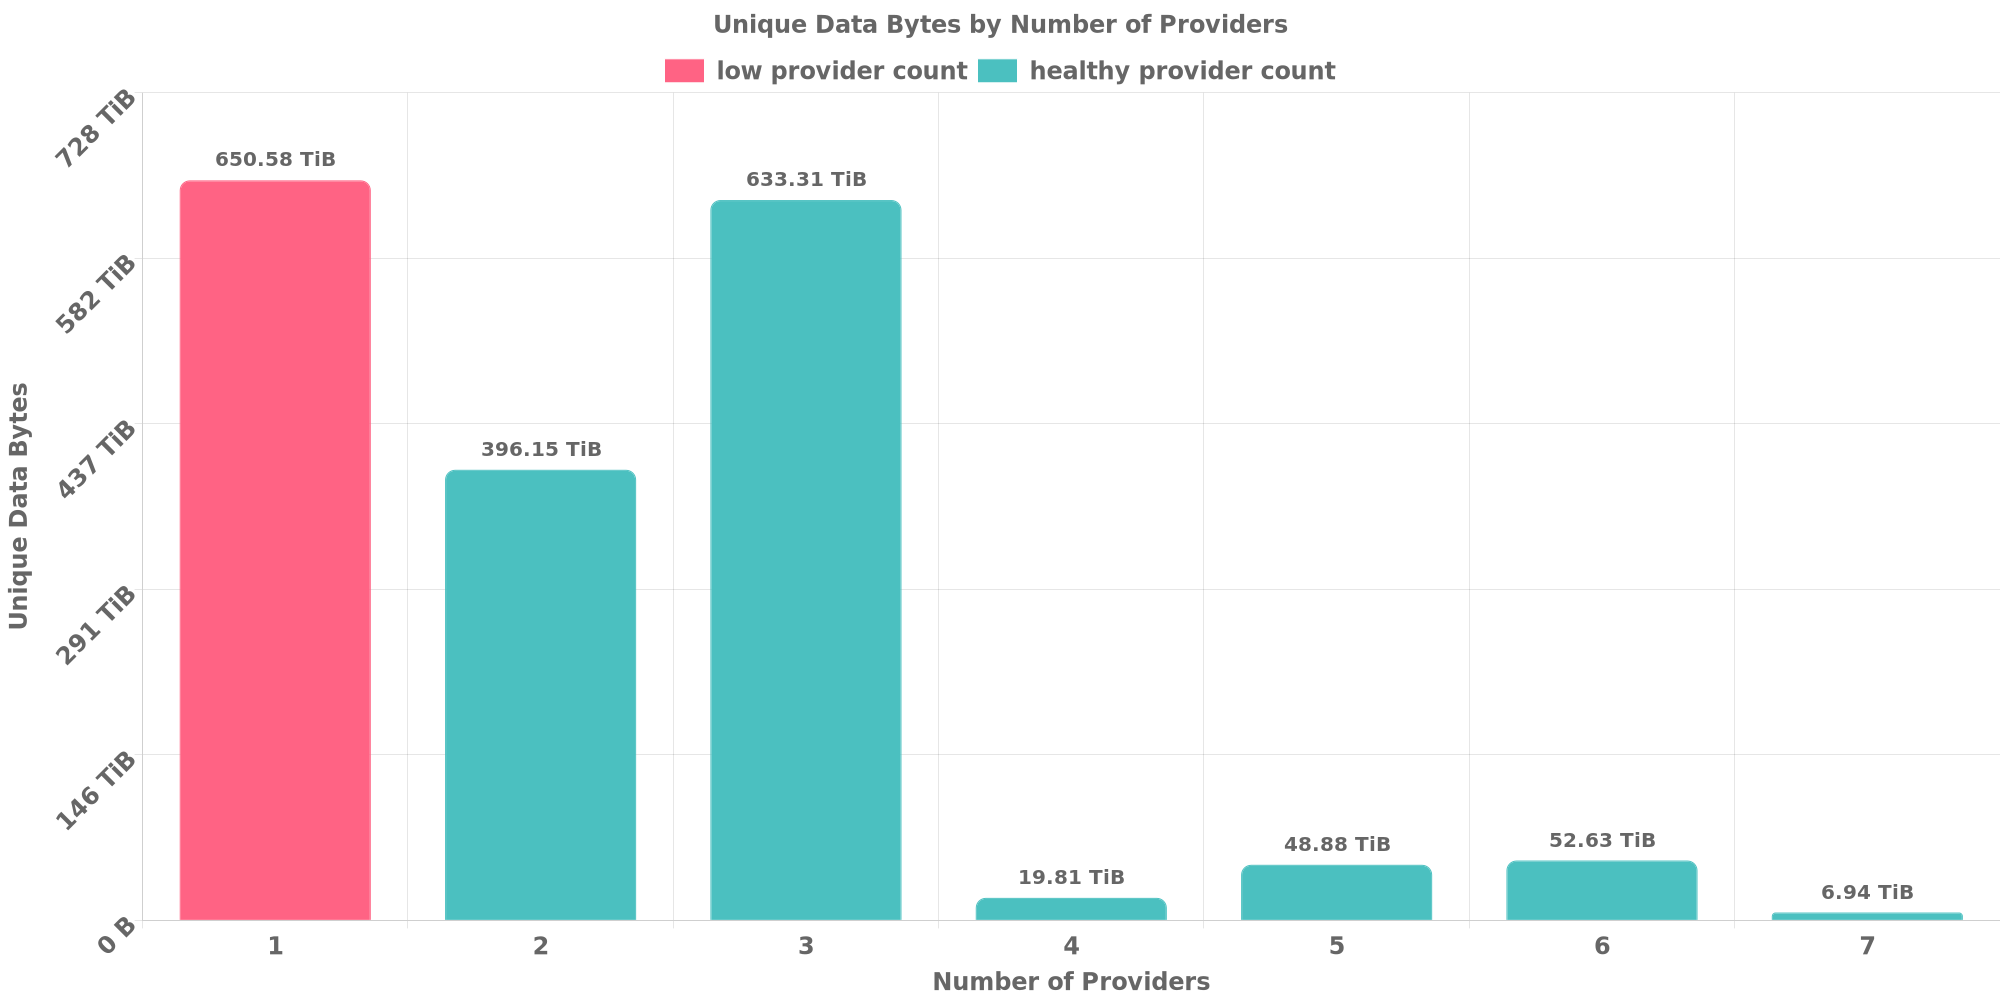 Unique Data Bytes by Number of Providers
low provider count healthy provider count
Unique Data Bytes
728 TiB
582 TiB
437 TiB
291 TiB
146 TiB
0 B
650.58 TiB
396.15 TiB
633.31 TiB
19.81 TiB
48.88 TiB
52.63 TiB
6.94 TiB
1 2 3 4 5 6 7
Number of Providers